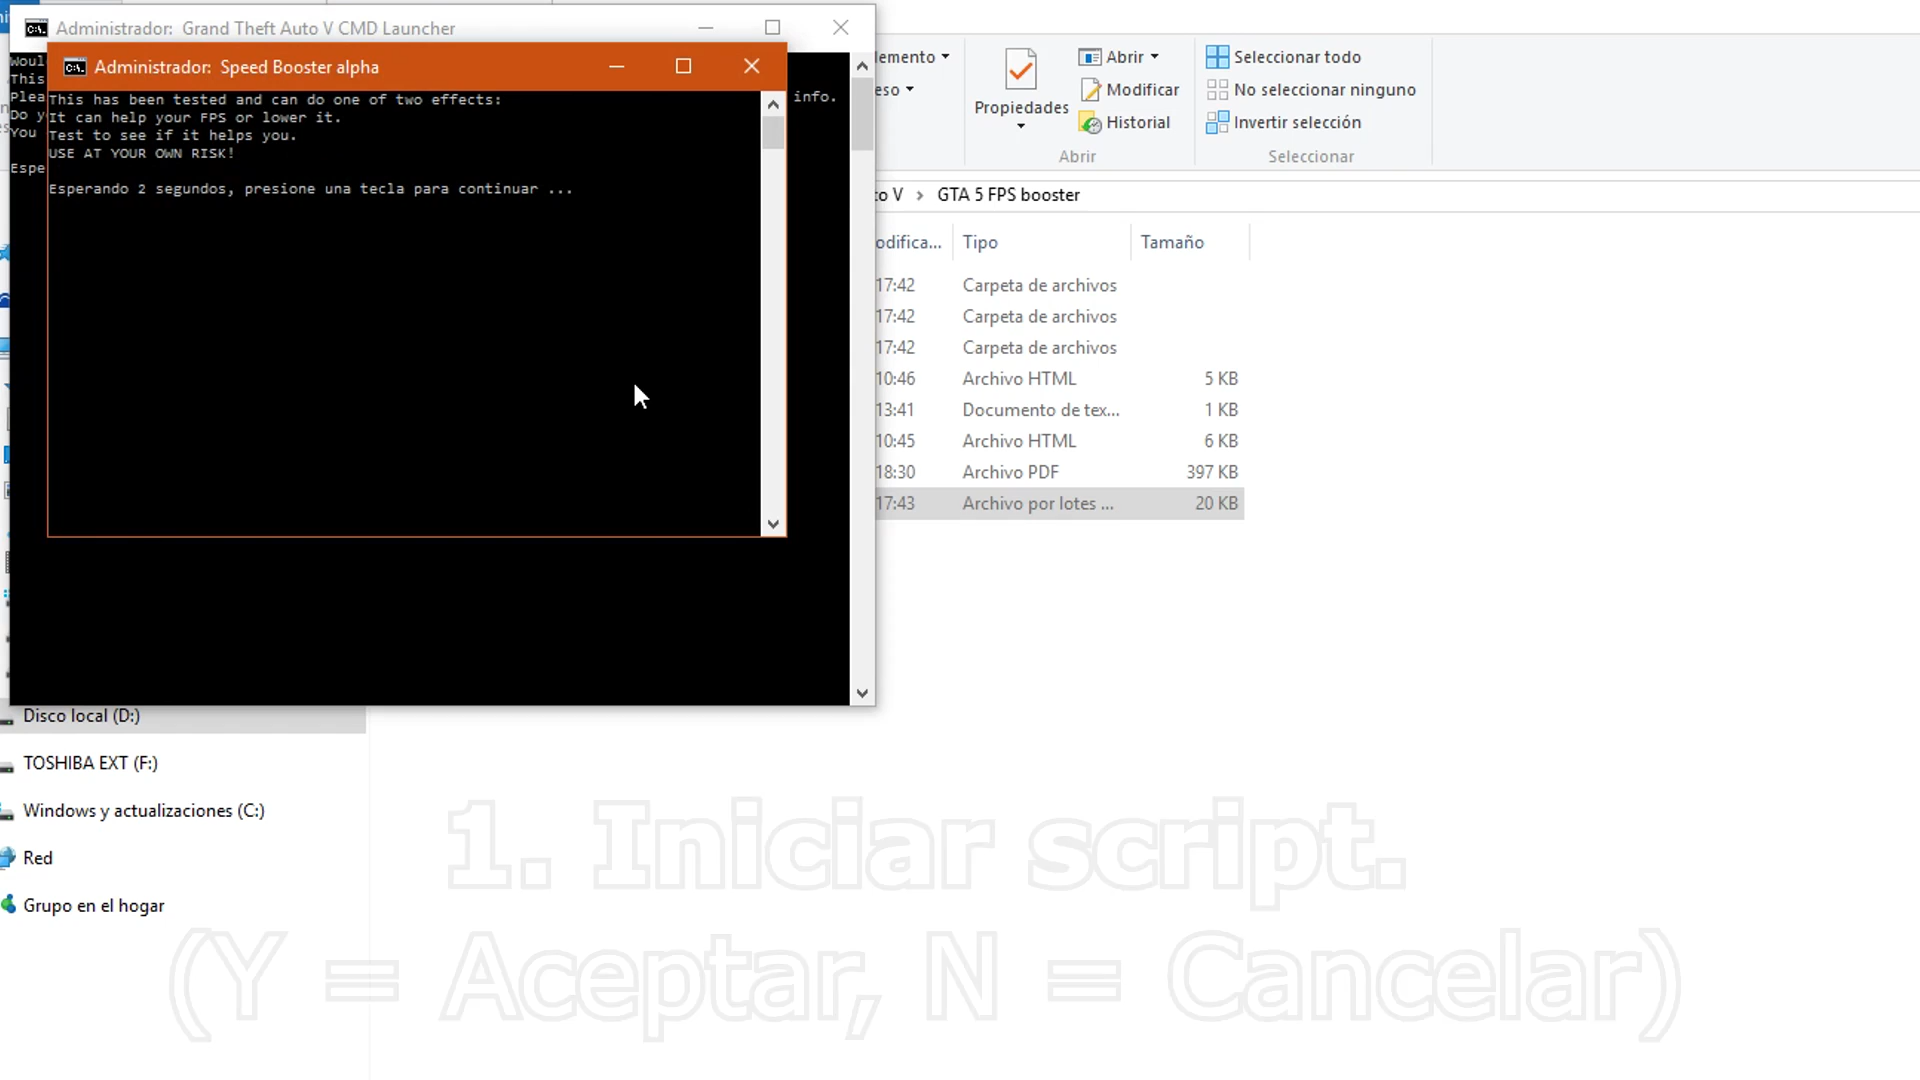 Administrador: Grand Theft Auto V CMD Launcher
Administrador: Speed Booster alpha
This
info.
This has been tested and can do one of two effects:
It can help your FPS or lower it.
Test to see if it helps you.
USE AT YOUR OWN RISK!
Esperando 2 segundos, presione una tecla para continuar ...
You
Abrir
Modificar
Historial
Propiedades
Abrir
Seleccionar todo
No seleccionar ninguno
Invertir selección
Seleccionar
V > GTA 5 FPS booster
odifica... Tipo Tamaño
17:42 Carpeta de archivos
17:42 Carpeta de archivos
17:42 Carpeta de archivos
10:46 Archivo HTML 5 KB
13:41 Documento de tex... 1 KB
10:45 Archivo HTML 6 KB
18:30 Archivo PDF 397 KB
17:43 Archivo por lotes ... 20 KB
Disco local (D:)
TOSHIBA EXT (F:)
Windows y actualizaciones (C:)
Red
Grupo en el hogar
1. Iniciar script.
(Y = Aceptar, N = Cancelar)